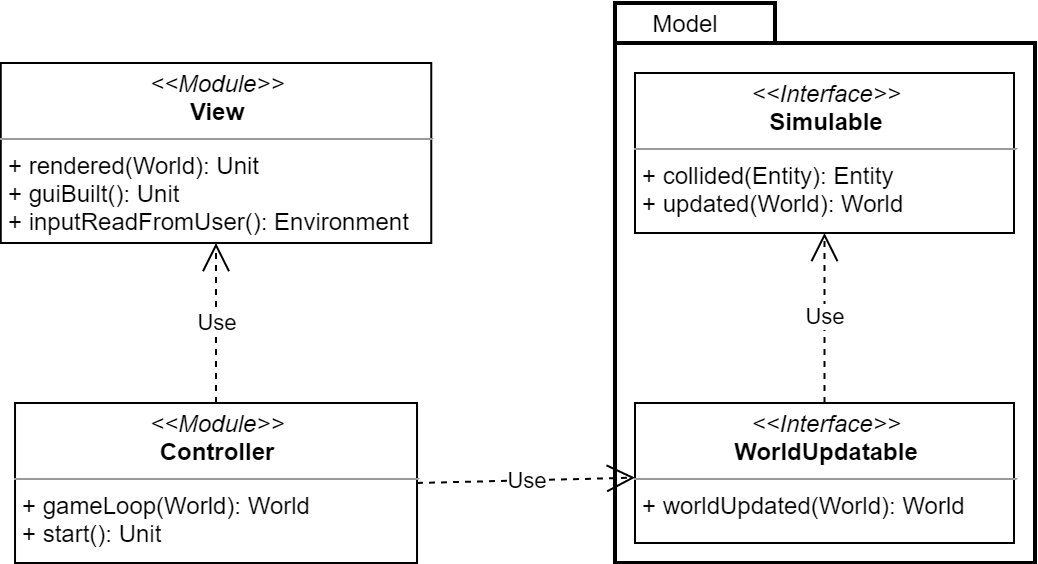 Model
<<Module>>
View
+ rendered(World): Unit
+ guiBuilt(): Unit
+ inputReadFromUser(): Environment
<<Interface>>
Simulable
+ collided(Entity): Entity
+ updated(World): World
Use
Use
<<Module>>
Controller
+ gameLoop(World): World
+ start(): Unit
Use
<<Interface>>
WorldUpdatable
+ worldUpdated(World): World